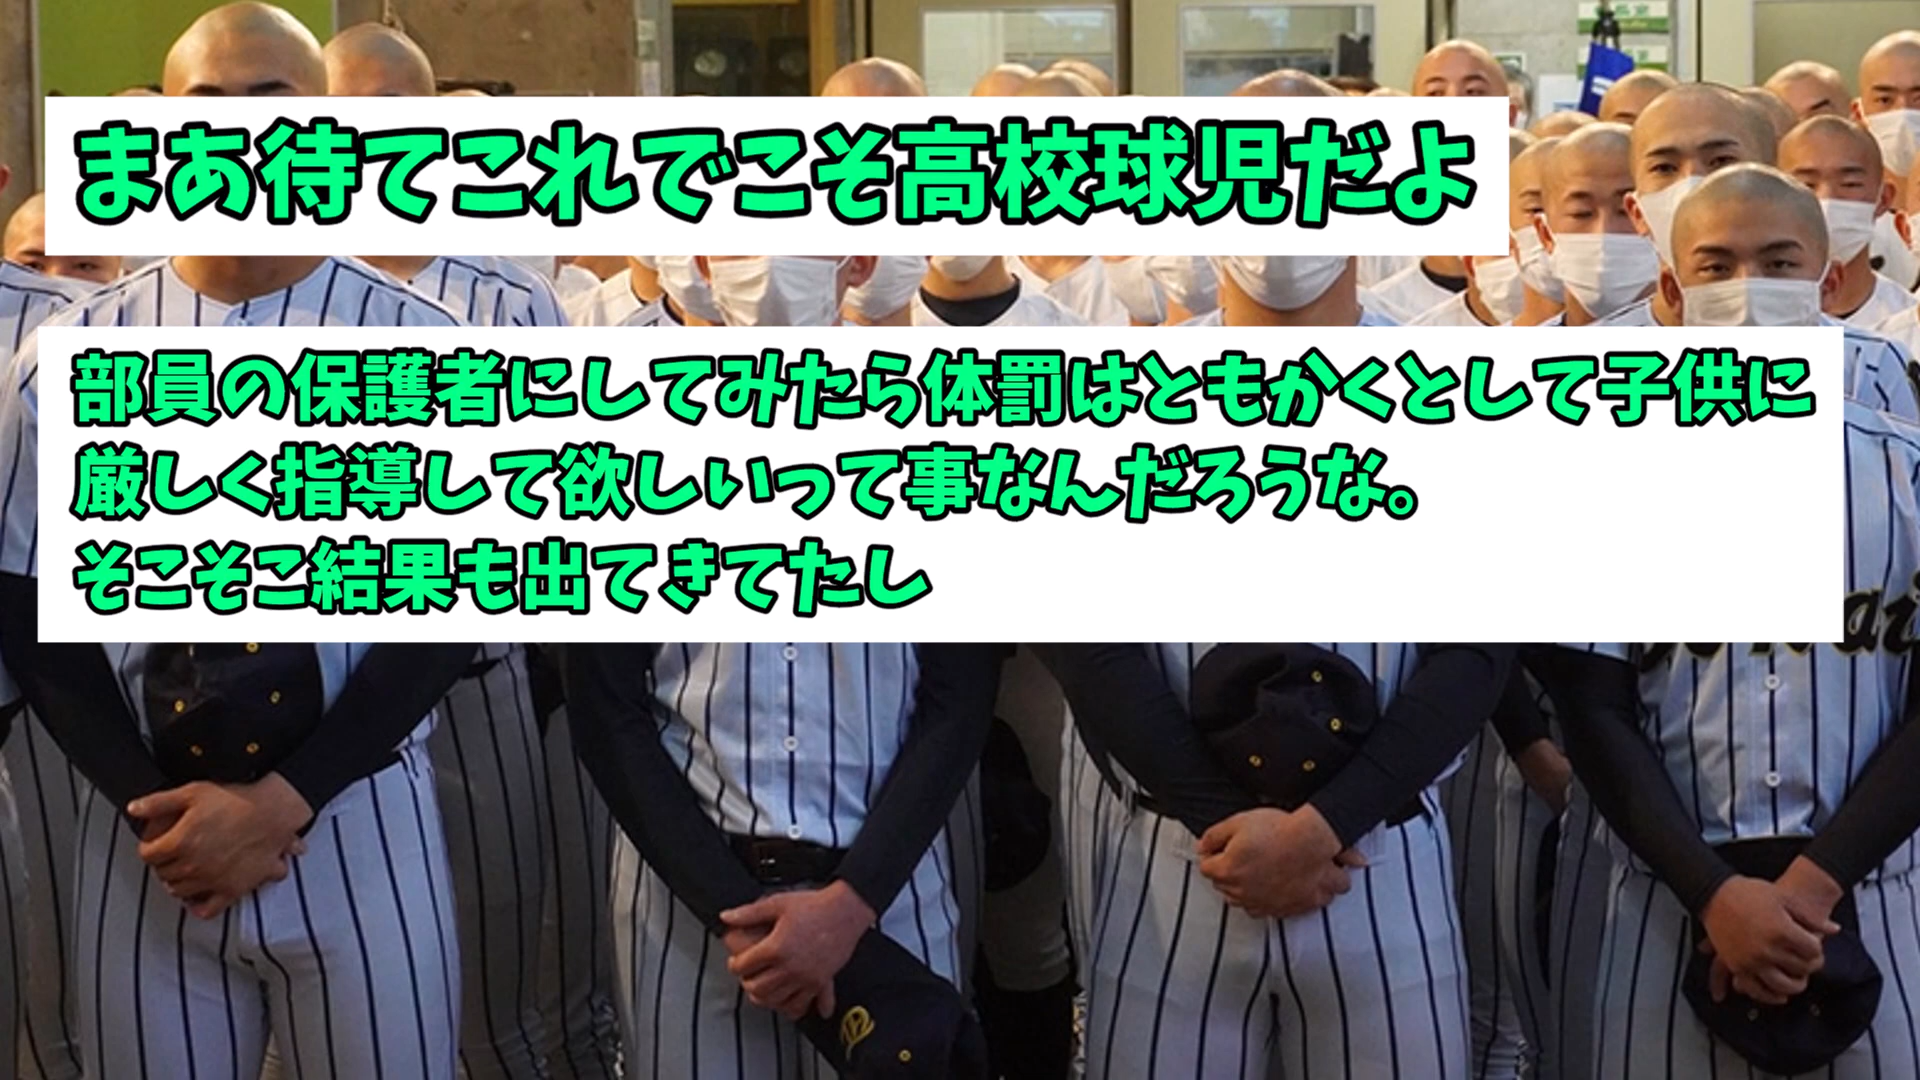 まあ待てこれでこそ高校球児だよ
部員の保護者にしてみたら体罰はともかくとして子供に
厳しく指導して欲しいって事なんだろうな。
そこそこ結果も出てきてたし